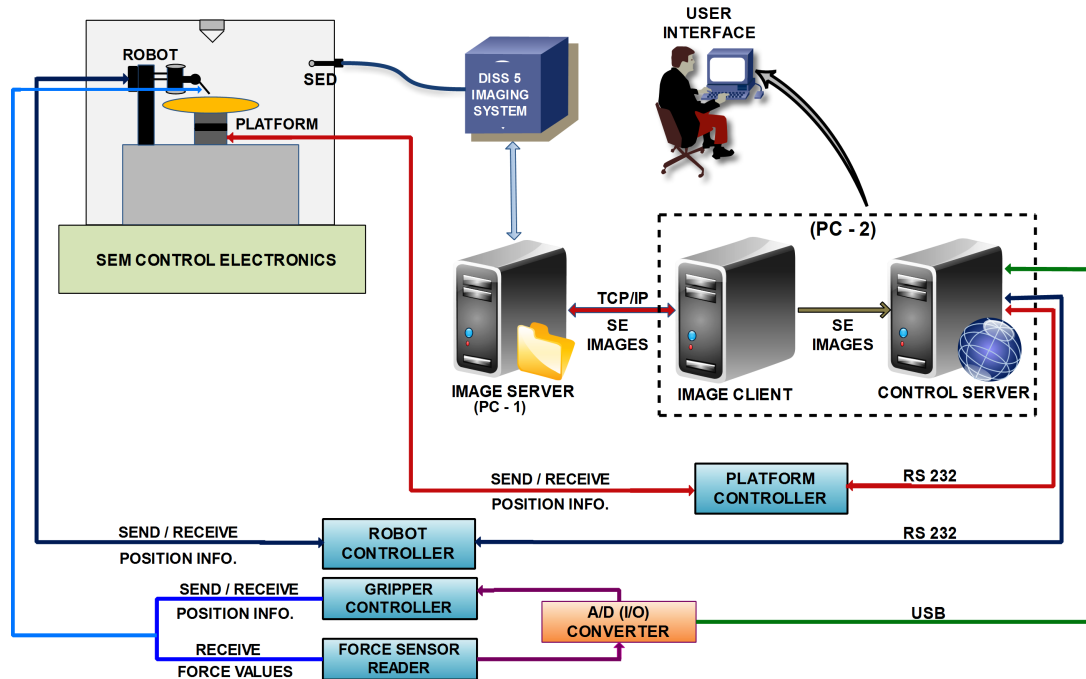 USER
INTERFACE
ROBOT
SED
DISS 5
IMAGING
SYSTEM
PLATFORM
SEM CONTROL ELECTRONICS
(PC - 2)
TCP/IP
SE
IMAGES
SE
IMAGES
IMAGE SERVER
(PC - 1)
IMAGE CLIENT
CONTROL SERVER
SEND / RECEIVE
POSITION INFO.
PLATFORM
CONTROLLER
RS 232
SEND / RECEIVE
POSITION INFO.
ROBOT
CONTROLLER
RS 232
SEND / RECEIVE
POSITION INFO.
GRIPPER
CONTROLLER
A/D (I/O)
CONVERTER
USB
RECEIVE
FORCE VALUES
FORCE SENSOR
READER